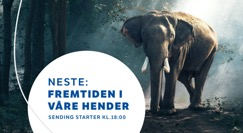 NESTE:
FREMTIDEN I
VÅRE HENDER
SENDING STARTER KL.18:00